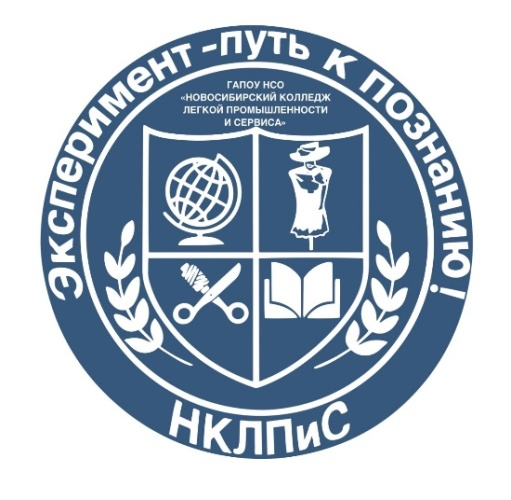 Эксперимент-путь к познанию!
ГАПОУ НСО
«НОВОСИБИРСКИЙ КОЛЛЕДЖ
ЛЕГКОЙ ПРОМЫШЛЕННОСТИ
И СЕРВИСА»
НКЛПиС